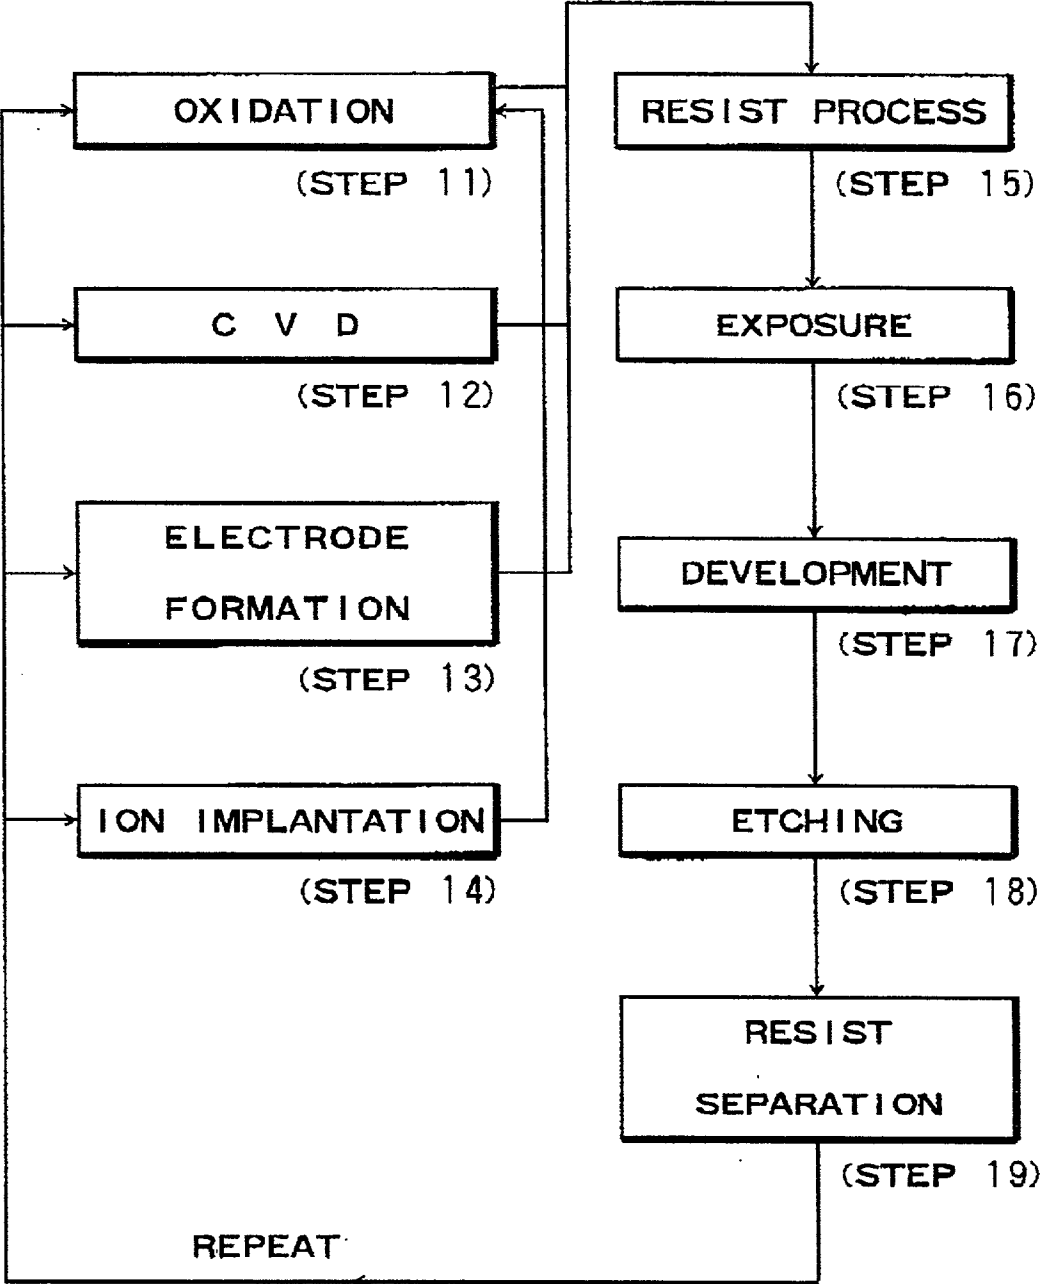 OXIDATION
(STEP 11)
C V D
(STEP 12)
ELECTRODE
FORMATION
(STEP 13)
ION IMPLANTATION
(STEP 14)
RESIST PROCESS
(STEP 15)
EXPOSURE
(STEP 16)
DEVELOPMENT
(STEP 17)
ETCHING
(STEP 18)
RESIST
SEPARATION
(STEP 19)
REPEAT